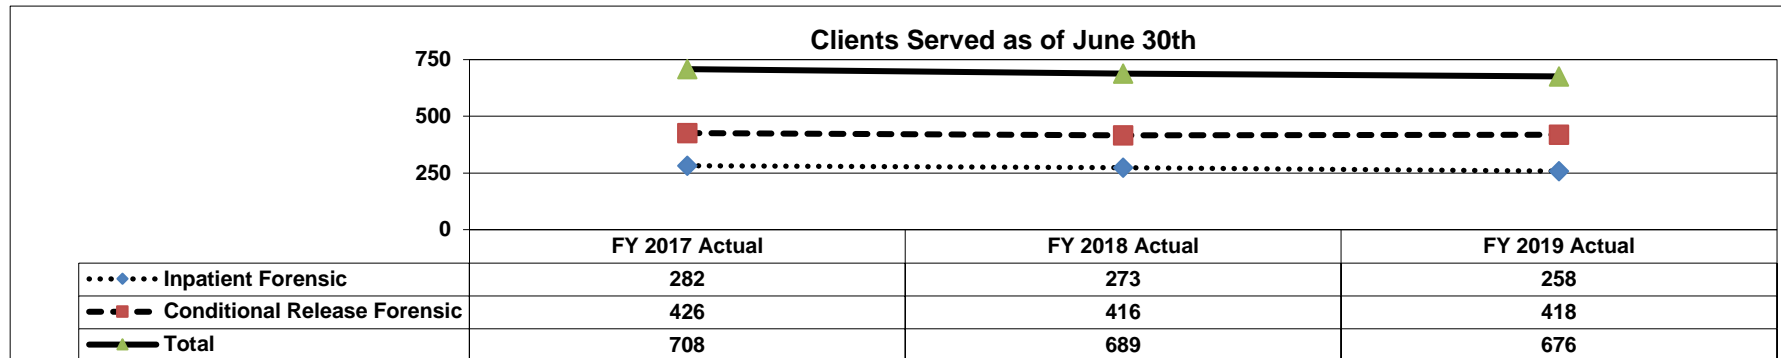 Clients Served as of June 30th
750
500
250
0
FY 2017 Actual FY 2018 Actual FY 2019 Actual
Inpatient Forensic 282 273 258
Conditional Release Forensic 426 416 418
Total 708 689 676